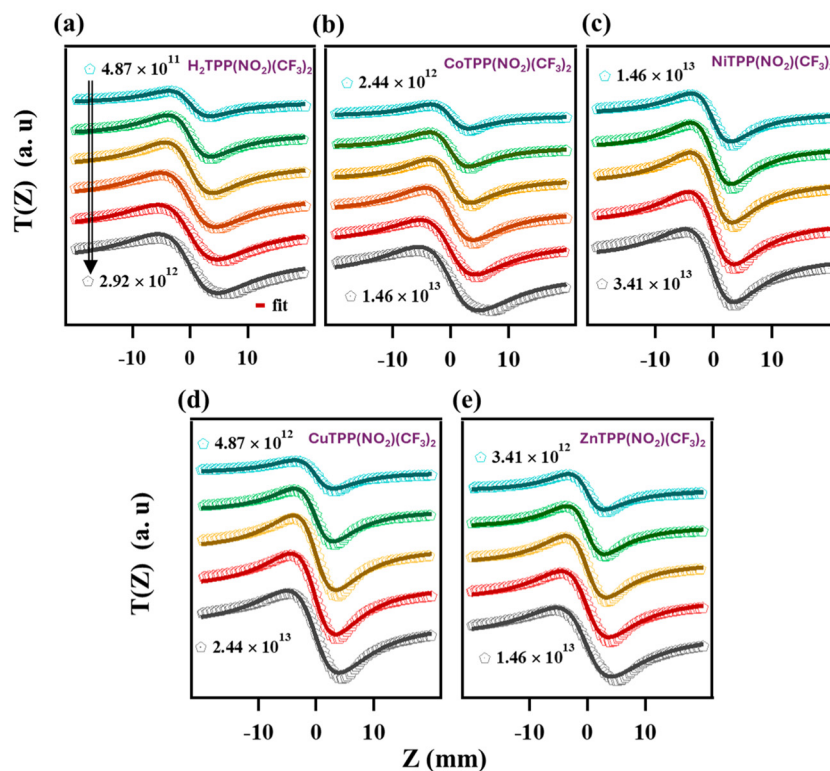 (a)
(b)
(c)
4.87 × 10¹¹
H₂TPP(NO₂)(CF₃)₂
2.92 × 10¹²
fit
2.44 × 10¹²
CoTPP(NO₂)(CF₃)₂
1.46 × 10¹³
1.46 × 10¹³
NiTPP(NO₂)(CF₃)₂
3.41 × 10¹³
T(Z) (a. u)
-10 0 10
-10 0 10
-10 0 10
(d)
(e)
4.87 × 10¹²
CuTPP(NO₂)(CF₃)₂
2.44 × 10¹³
3.41 × 10¹²
ZnTPP(NO₂)(CF₃)₂
1.46 × 10¹³
T(Z) (a. u)
-10 0 10
-10 0 10
Z (mm)